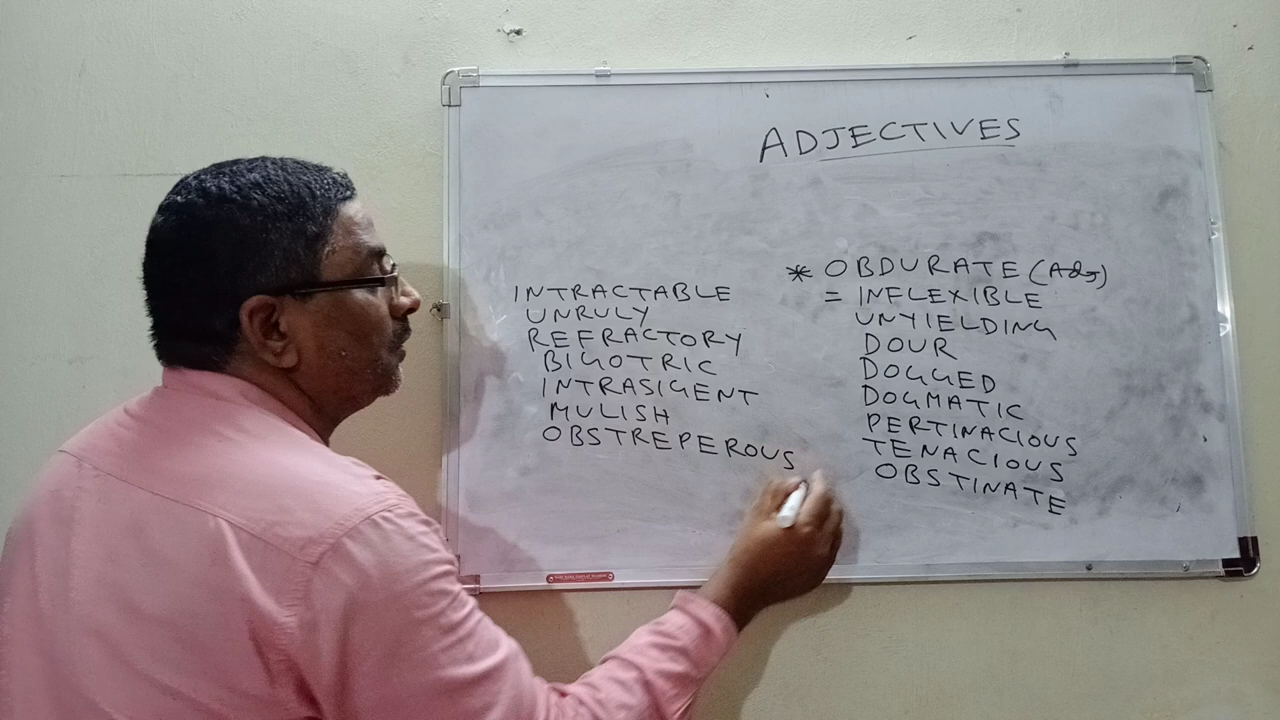 ADJECTIVES
* OBDURATE (Adj)
= INFLEXIBLE
UNYIELDING
DOUR
DOGGED
DOGMATIC
PERTINACIOUS
TENACIOUS
OBSTINATE
INTRACTABLE
UNRULY
REFRACTORY
BIGOTRIC
INTRASIGENT
MULISH
OBSTREPEROUS